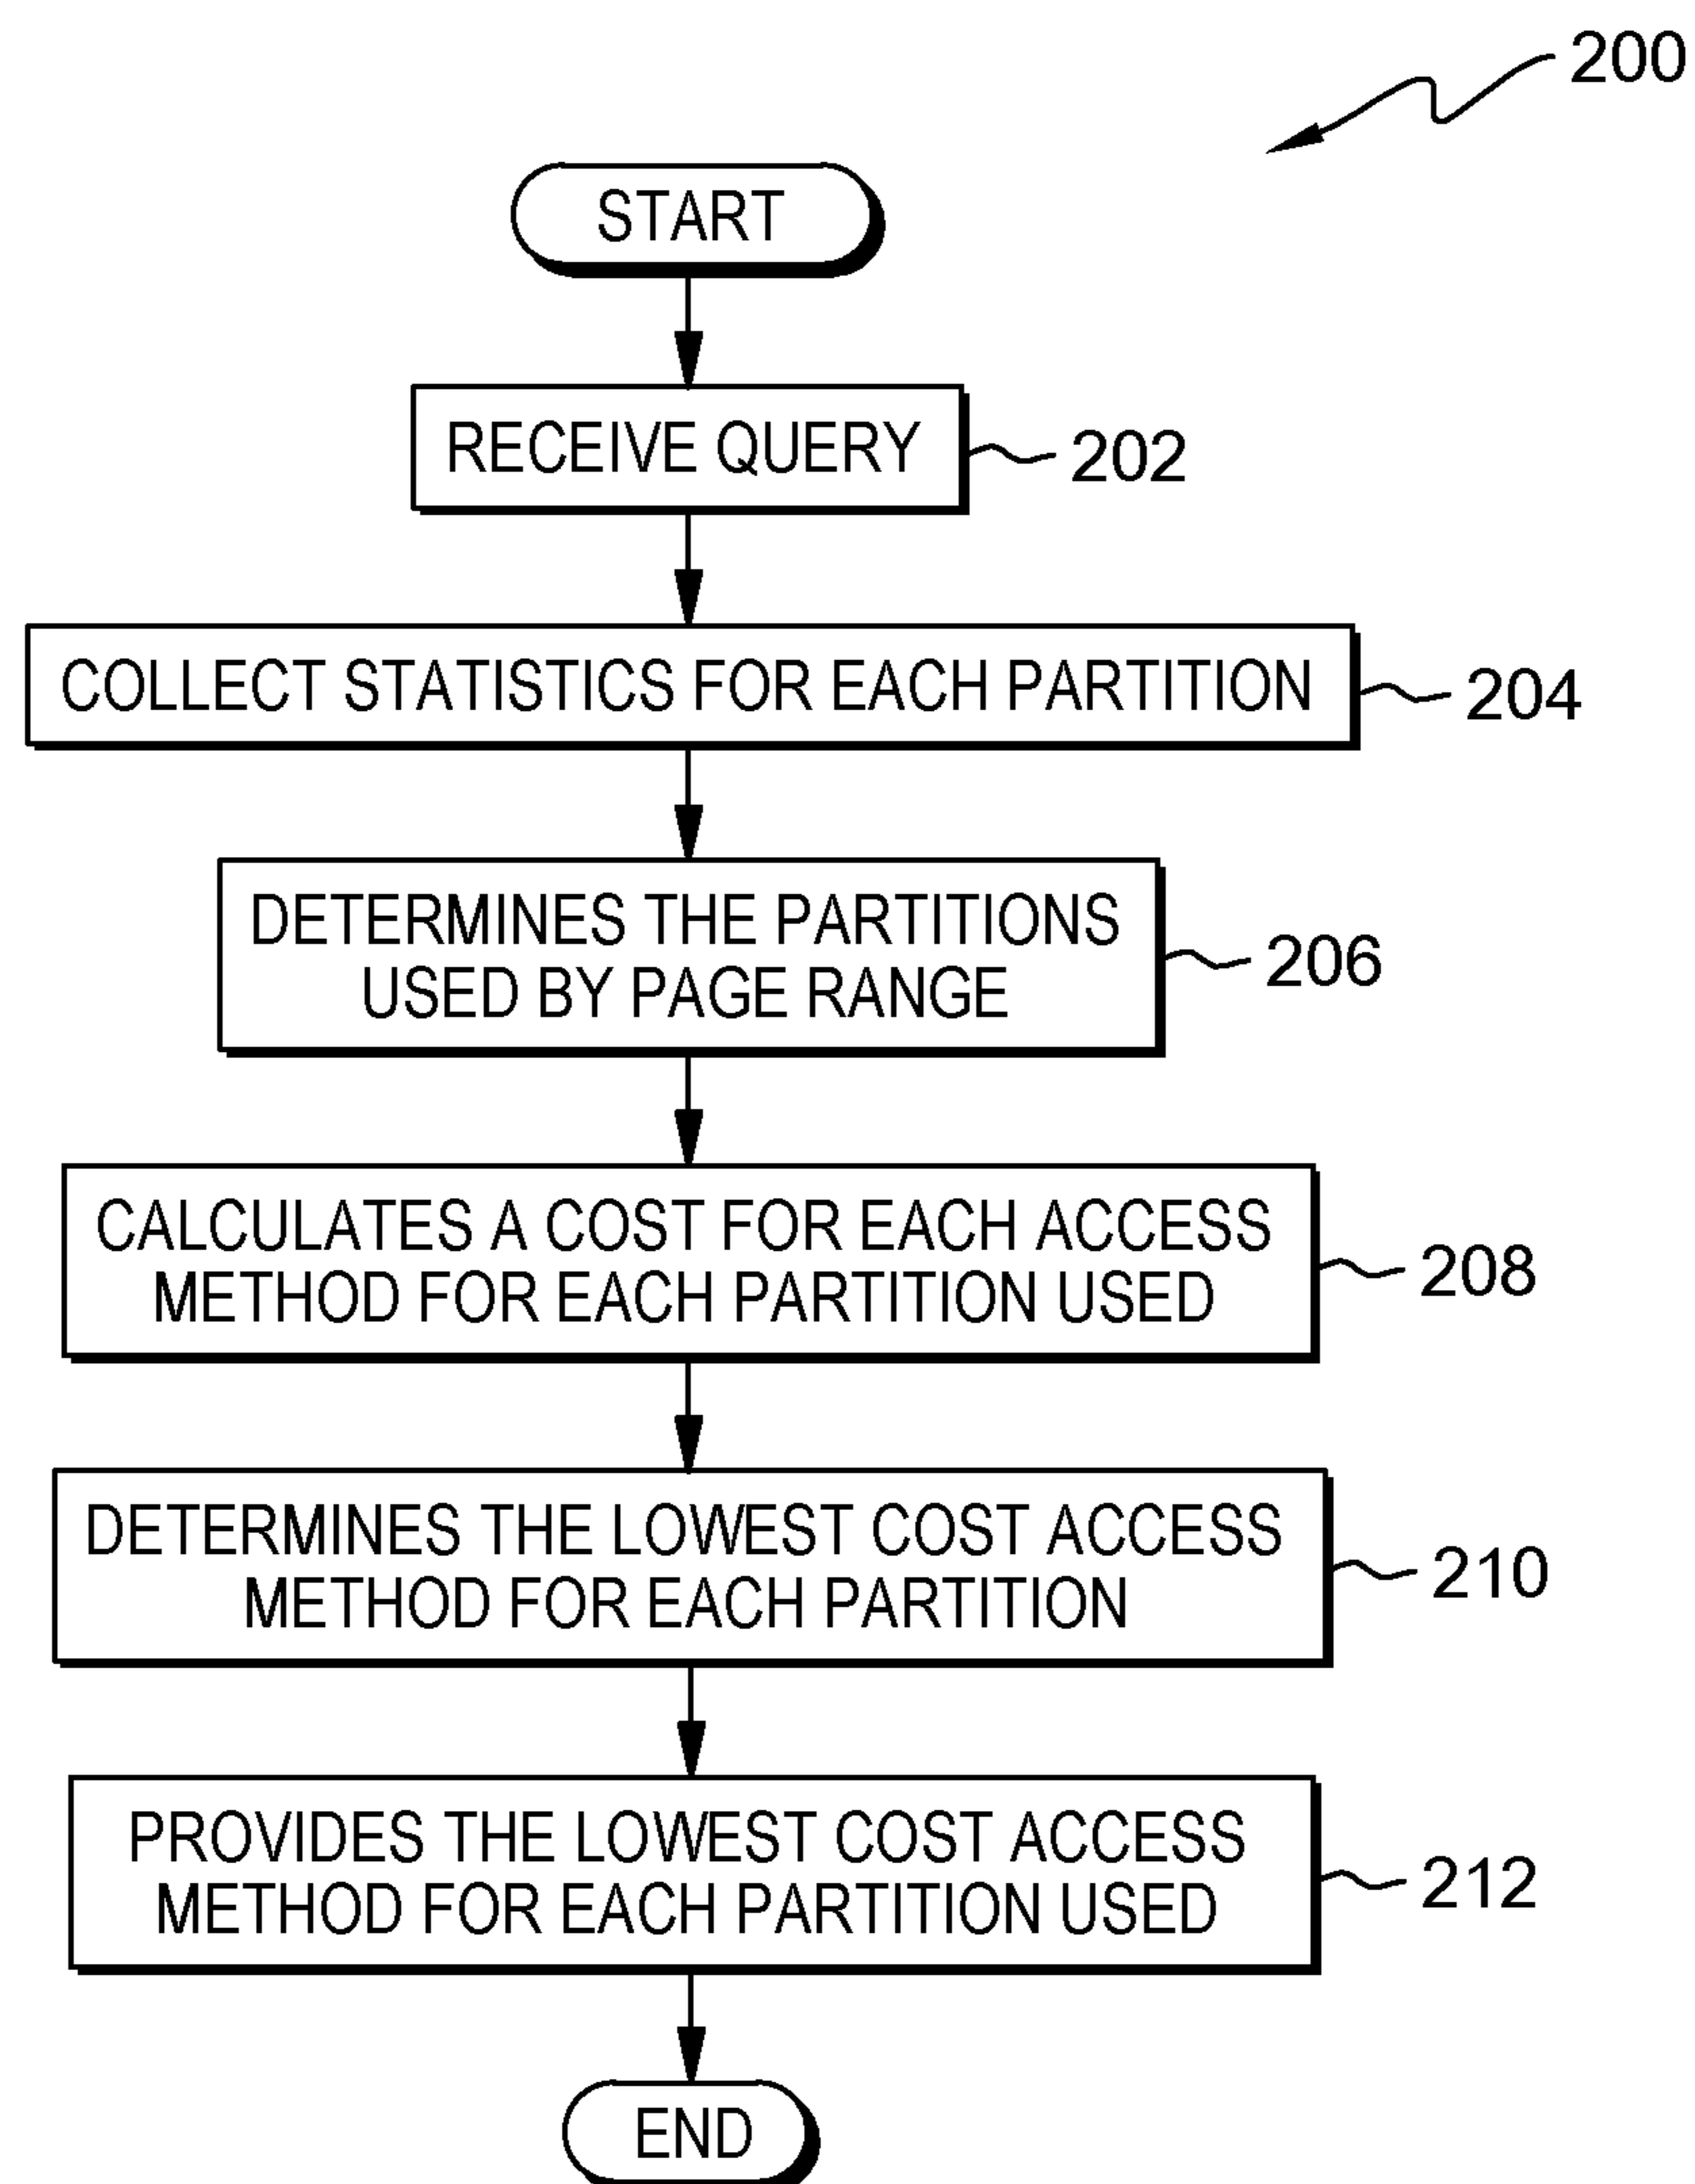 200
START
RECEIVE QUERY
202
COLLECT STATISTICS FOR EACH PARTITION
204
DETERMINES THE PARTITIONS
USED BY PAGE RANGE
206
CALCULATES A COST FOR EACH ACCESS
METHOD FOR EACH PARTITION USED
208
DETERMINES THE LOWEST COST ACCESS
METHOD FOR EACH PARTITION
210
PROVIDES THE LOWEST COST ACCESS
METHOD FOR EACH PARTITION USED
212
END